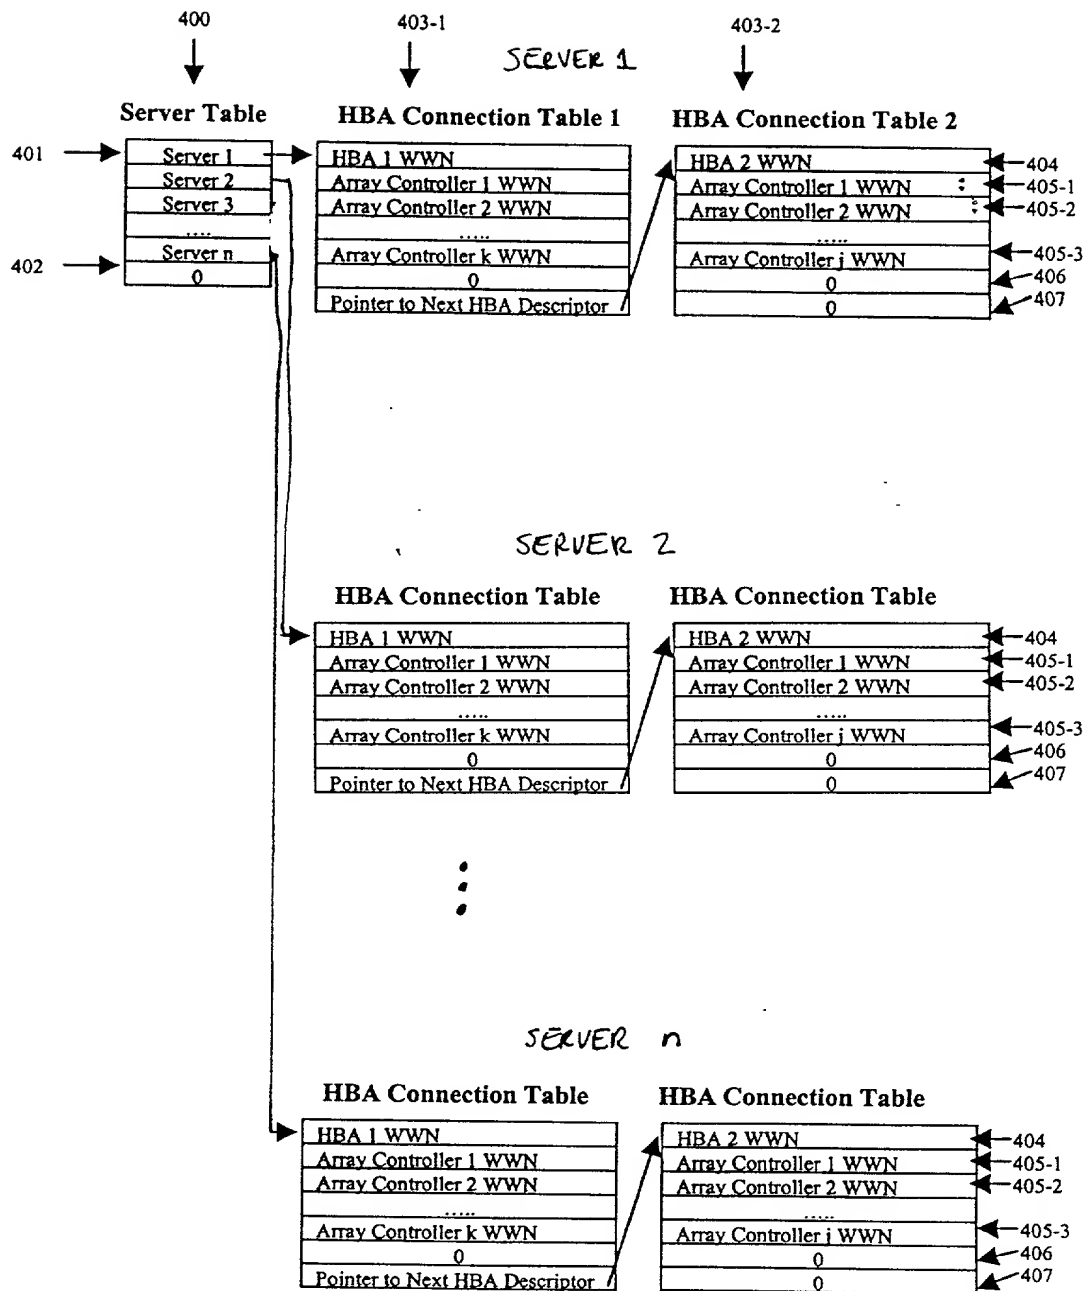 400
403-1
403-2
SERVER 1
Server Table
HBA Connection Table 1
HBA Connection Table 2
401
402
Server 1
Server 2
Server 3
....
Server n
0
HBA 1 WWN
Array Controller 1 WWN
Array Controller 2 WWN
.....
Array Controller k WWN
0
Pointer to Next HBA Descriptor
HBA 2 WWN
Array Controller 1 WWN
Array Controller 2 WWN
.....
Array Controller j WWN
0
0
404
405-1
405-2
405-3
406
407
SERVER 2
HBA Connection Table
HBA Connection Table
HBA 1 WWN
Array Controller 1 WWN
Array Controller 2 WWN
.....
Array Controller k WWN
0
Pointer to Next HBA Descriptor
HBA 2 WWN
Array Controller 1 WWN
Array Controller 2 WWN
.....
Array Controller j WWN
0
0
404
405-1
405-2
405-3
406
407
SERVER n
HBA Connection Table
HBA Connection Table
HBA 1 WWN
Array Controller 1 WWN
Array Controller 2 WWN
.....
Array Controller k WWN
0
Pointer to Next HBA Descriptor
HBA 2 WWN
Array Controller 1 WWN
Array Controller 2 WWN
.....
Array Controller j WWN
0
0
404
405-1
405-2
405-3
406
407